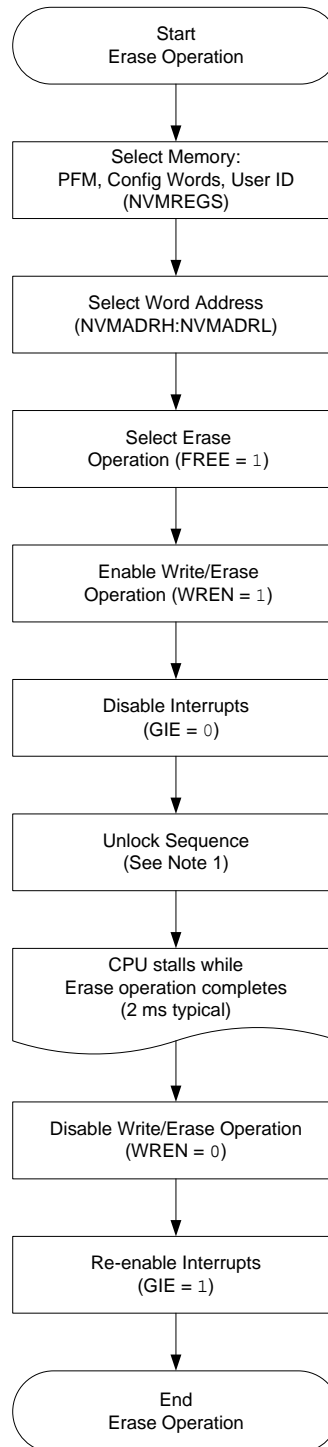 Start
Erase Operation
Select Memory:
PFM, Config Words, User ID
(NVMREGS)
Select Word Address
(NVMADRH:NVMADRL)
Select Erase
Operation (FREE = 1)
Enable Write/Erase
Operation (WREN = 1)
Disable Interrupts
(GIE = 0)
Unlock Sequence
(See Note 1)
CPU stalls while
Erase operation completes
(2 ms typical)
Disable Write/Erase Operation
(WREN = 0)
Re-enable Interrupts
(GIE = 1)
End
Erase Operation